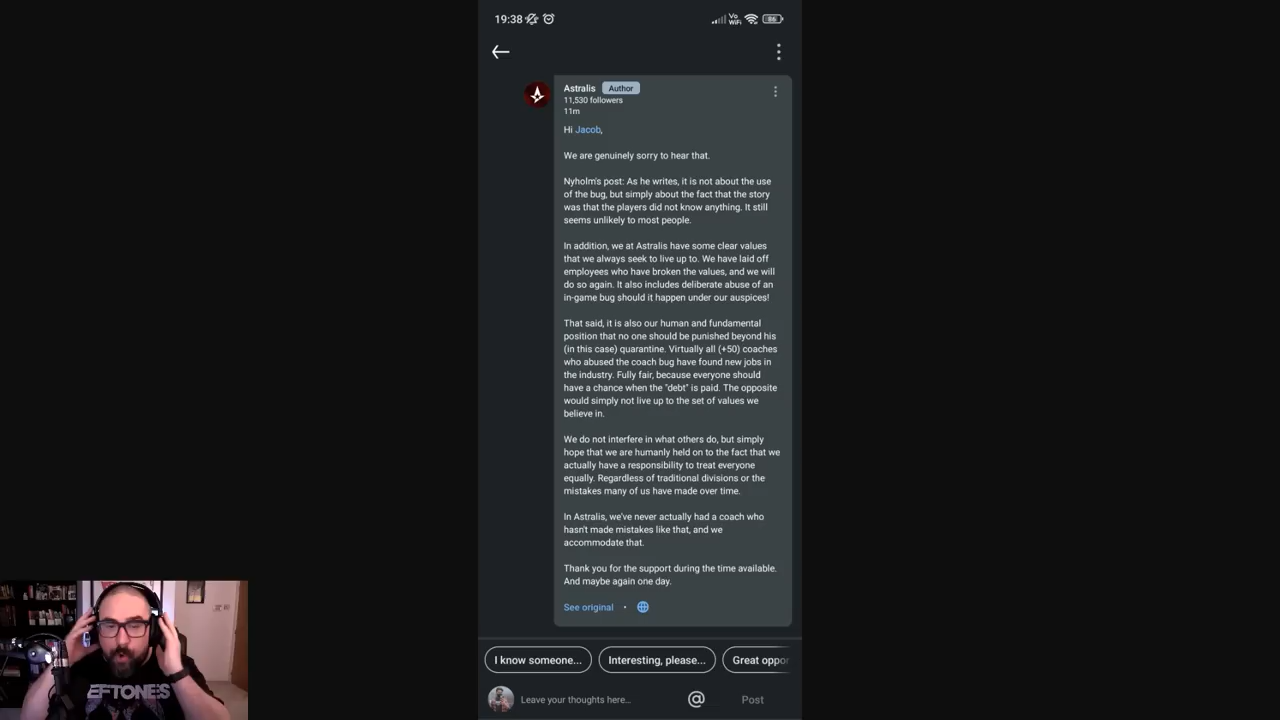 19:38
Vo
WiFi
86
Astralis Author
11,530 followers
11m
Hi Jacob,
We are genuinely sorry to hear that.
Nyholm's post: As he writes, it is not about the use
of the bug, but simply about the fact that the story
was that the players did not know anything. It still
seems unlikely to most people.
In addition, we at Astralis have some clear values
that we always seek to live up to. We have laid off
employees who have broken the values, and we will
do so again. It also includes deliberate abuse of an
in-game bug should it happen under our auspices!
That said, it is also our human and fundamental
position that no one should be punished beyond his
(in this case) quarantine. Virtually all (+50) coaches
who abused the coach bug have found new jobs in
the industry. Fully fair, because everyone should
have a chance when the "debt" is paid. The opposite
would simply not live up to the set of values we
believe in.
We do not interfere in what others do, but simply
hope that we are humanly held on to the fact that we
actually have a responsibility to treat everyone
equally. Regardless of traditional divisions or the
mistakes many of us have made over time.
In Astralis, we've never actually had a coach who
hasn't made mistakes like that, and we
accommodate that.
Thank you for the support during the time available.
And maybe again one day.
See original •
I know someone... Interesting, please... Great oppor
Leave your thoughts here... @ Post
DEFTONES